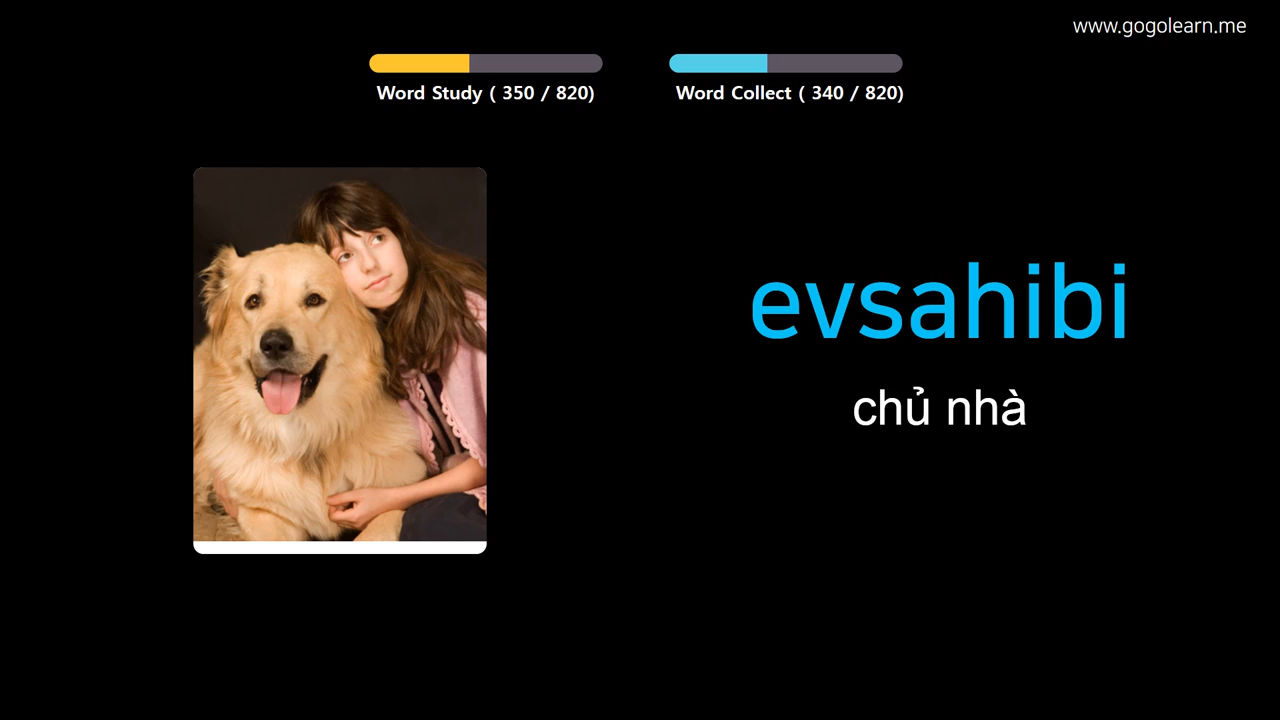 www.gogolearn.me
Word Study ( 350 / 820)
Word Collect ( 340 / 820)
evsahibi
chủ nhà